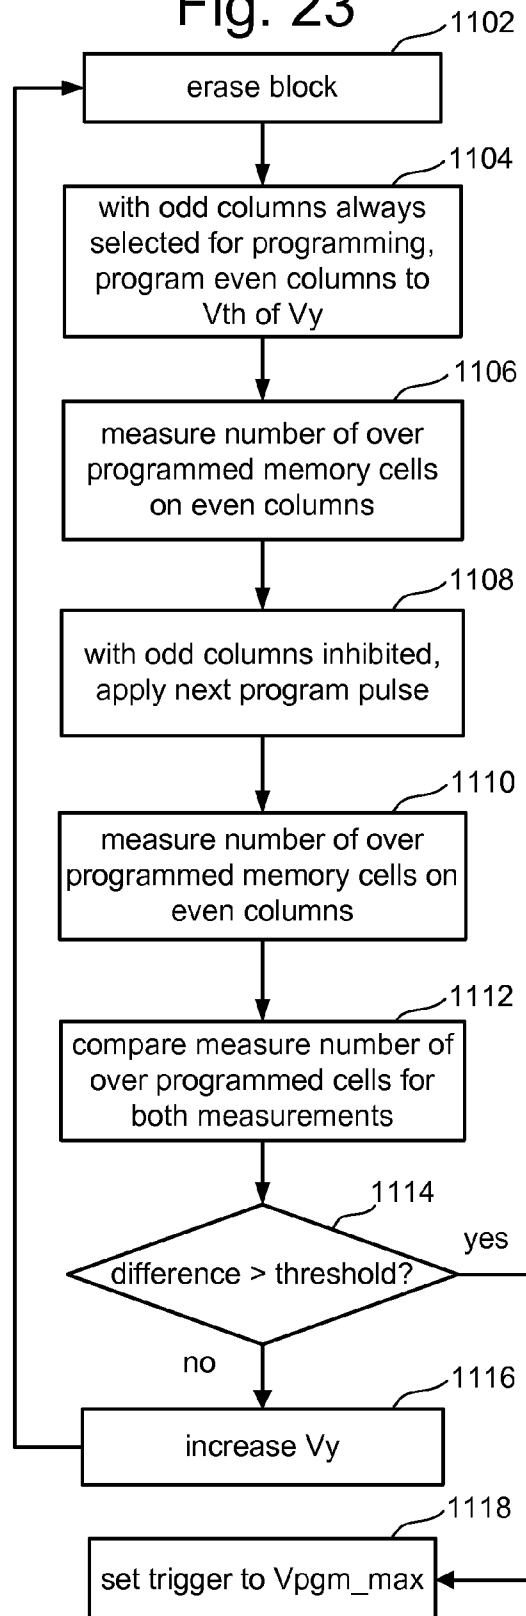 Fig. 23
1102
erase block
1104
with odd columns always
selected for programming,
program even columns to
Vth of Vy
1106
measure number of over
programmed memory cells
on even columns
1108
with odd columns inhibited,
apply next program pulse
1110
measure number of over
programmed memory cells on
even columns
1112
compare measure number of
over programmed cells for
both measurements
1114
difference > threshold?
yes
no
1116
increase Vy
1118
set trigger to Vpgm_max